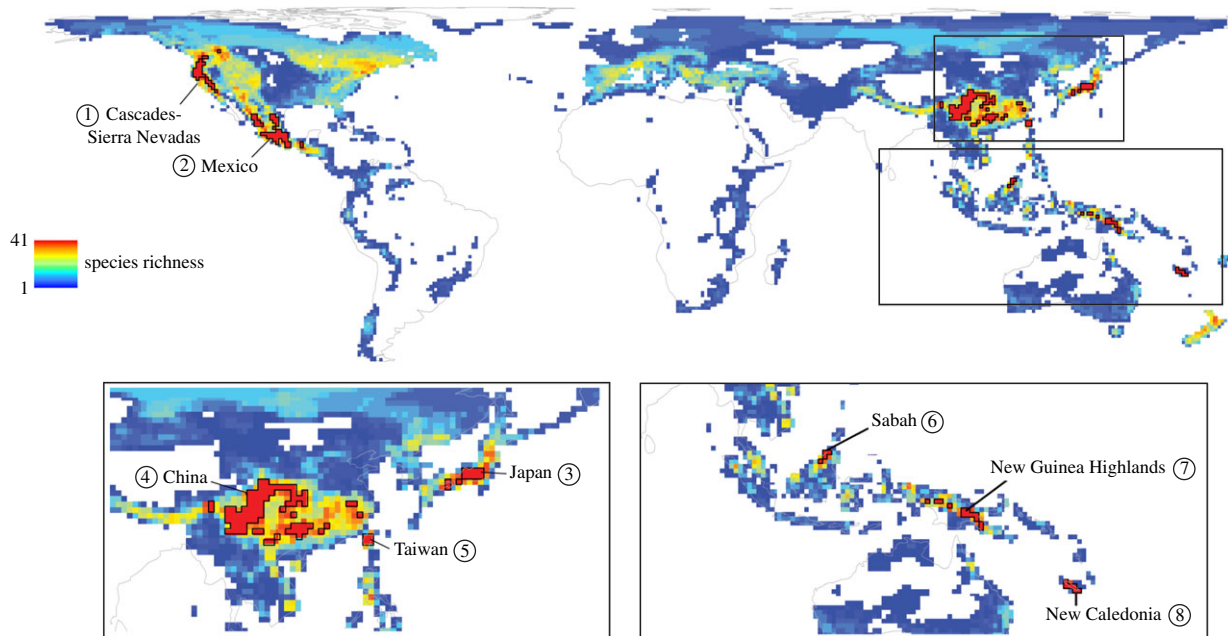 ① Cascades-
Sierra Nevadas
② Mexico
41
species richness
1
④ China
Japan ③
Taiwan ⑤
Sabah ⑥
New Guinea Highlands ⑦
New Caledonia ⑧